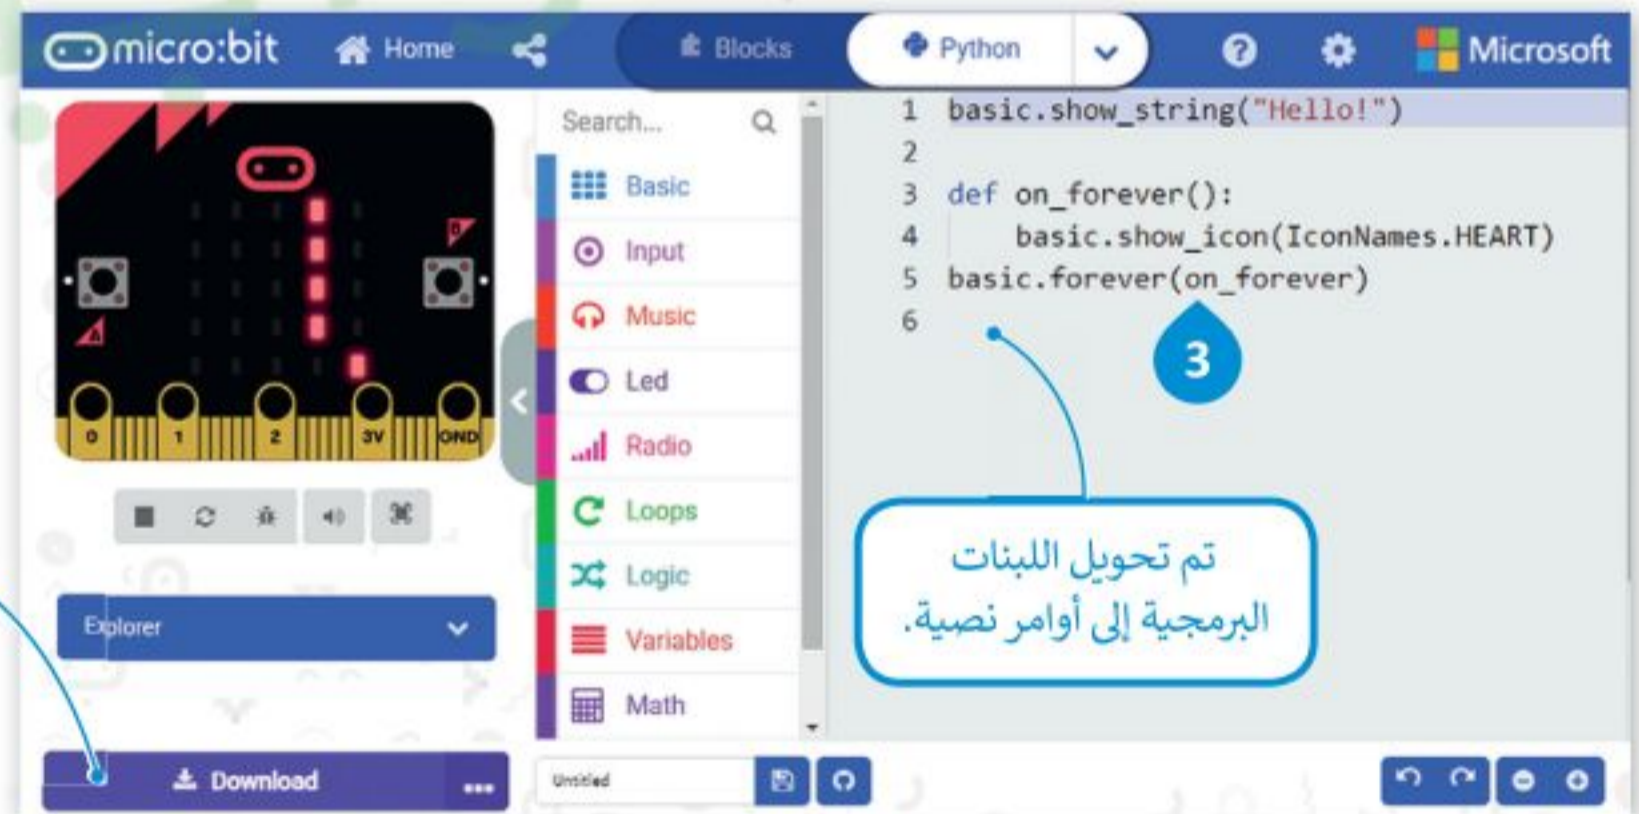 micro:bit Home Blocks Python ? Microsoft
Search...
Basic
Input
Music
Led
Radio
Loops
Logic
Variables
Math
1 basic.show_string("Hello!")
2
3 def on_forever():
4 basic.show_icon(IconNames.HEART)
5 basic.forever(on_forever)
6
3
تم تحويل اللبنات
البرمجية إلى أوامر نصية.
B
A
0 1 2 3V GND
Explorer
Download ...
Untitled